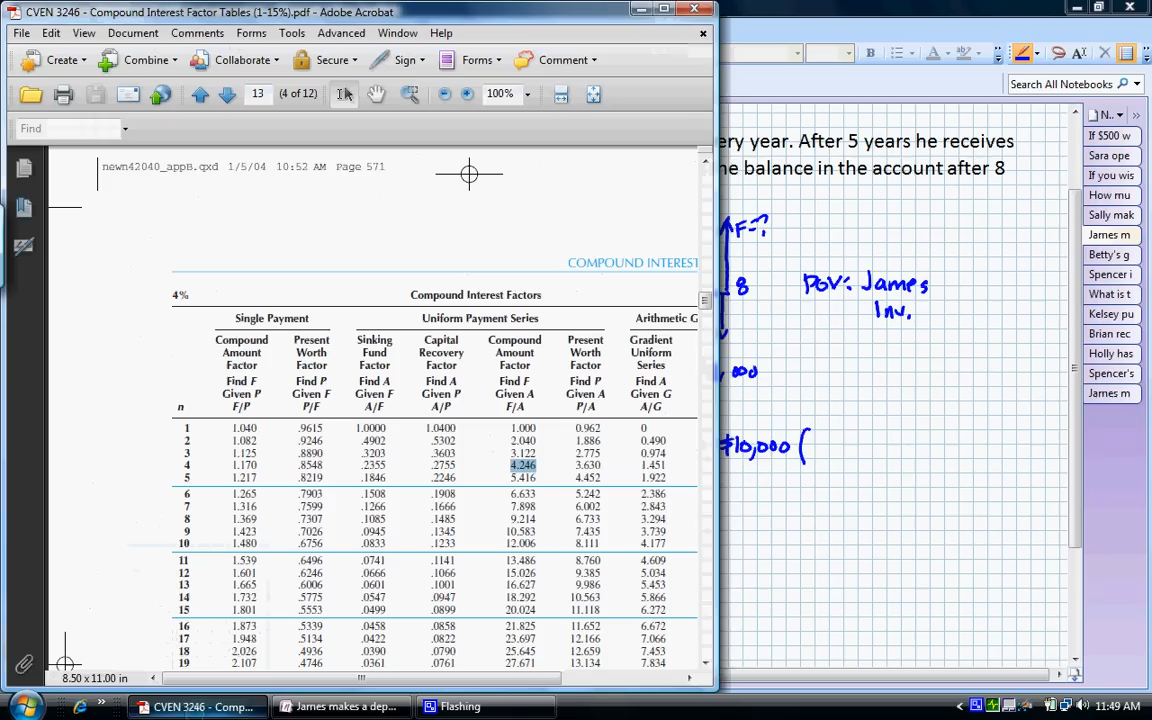 CVEN 3246 - Compound Interest Factor Tables (1-15%).pdf - Adobe Acrobat
File Edit View Document Comments Forms Tools Advanced Window Help
Create Combine Collaborate Secure Sign Forms Comment
13 (4 of 12) 100%
Find
Search All Notebooks
newn42040_appB.qxd 1/5/04 10:52 AM Page 571
COMPOUND INTEREST
4% Compound Interest Factors
Single Payment Uniform Payment Series Arithmetic G
Compound Present Sinking Capital Compound Present Gradient
Amount Worth Fund Recovery Amount Worth Uniform
Factor Factor Factor Factor Factor Factor Series
Find F Find P Find A Find A Find F Find P Find A
Given P Given F Given F Given P Given A Given A Given G
n F/P P/F A/F A/P F/A P/A A/G
1 1.040 .9615 1.0000 1.0400 1.000 0.962 0
2 1.082 .9246 .4902 .5302 2.040 1.886 0.490
3 1.125 .8890 .3203 .3603 3.122 2.775 0.974
4 1.170 .8548 .2355 .2755 4.246 3.630 1.451
5 1.217 .8219 .1846 .2246 5.416 4.452 1.922
6 1.265 .7903 .1508 .1908 6.633 5.242 2.386
7 1.316 .7599 .1266 .1666 7.898 6.002 2.843
8 1.369 .7307 .1085 .1485 9.214 6.733 3.294
9 1.423 .7026 .0945 .1345 10.583 7.435 3.739
10 1.480 .6756 .0833 .1233 12.006 8.111 4.177
11 1.539 .6496 .0741 .1141 13.486 8.760 4.609
12 1.601 .6246 .0666 .1066 15.026 9.385 5.034
13 1.665 .6006 .0601 .1001 16.627 9.986 5.453
14 1.732 .5775 .0547 .0947 18.292 10.563 5.866
15 1.801 .5553 .0499 .0899 20.024 11.118 6.272
16 1.873 .5339 .0458 .0858 21.825 11.652 6.672
17 1.948 .5134 .0422 .0822 23.697 12.166 7.066
18 2.026 .4936 .0390 .0790 25.645 12.659 7.453
19 2.107 .4746 .0361 .0761 27.671 13.134 7.834
8.50 x 11.00 in
ery year. After 5 years he receives
he balance in the account after 8
F=?
8
POV: James
Inv.
,000
$10,000 (
N..
If $500 w
Sara ope
If you wis
How mu
Sally mak
James m
Betty's g
Spencer i
What is t
Kelsey pu
Brian rec
Holly has
Spencer's
James m
CVEN 3246 - Comp... James makes a dep... Flashing 11:49 AM